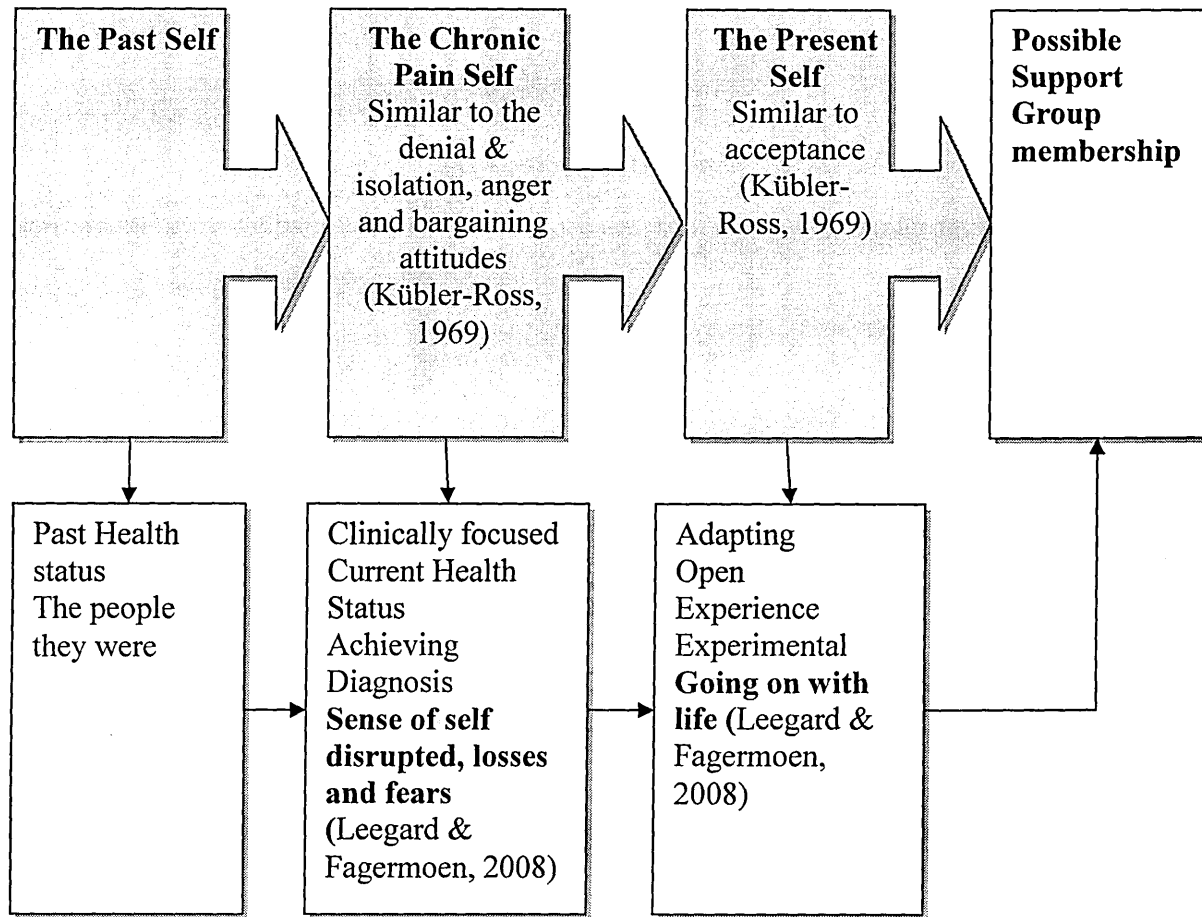 The Past Self
The Chronic
Pain Self
Similar to the
denial &
isolation, anger
and bargaining
attitudes
(Kübler-Ross,
1969)
The Present
Self
Similar to
acceptance
(Kübler-
Ross, 1969)
Possible
Support
Group
membership
Past Health
status
The people
they were
Clinically focused
Current Health
Status
Achieving
Diagnosis
Sense of self
disrupted, losses
and fears
(Leegard &
Fagermoen, 2008)
Adapting
Open
Experience
Experimental
Going on with
life (Leegard &
Fagermoen,
2008)